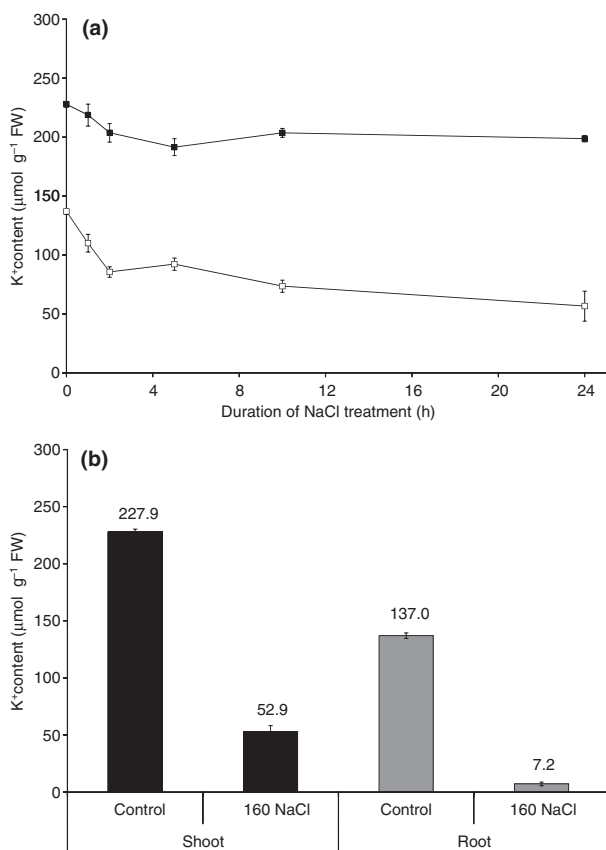 (a)
300
250
200
150
100
50
0
K⁺content (µmol g⁻¹ FW)
0 4 8 12 16 20 24
Duration of NaCl treatment (h)
(b)
300
250
200
150
100
50
0
K⁺content (µmol g⁻¹ FW)
227.9
52.9
137.0
7.2
Control 160 NaCl Control 160 NaCl
Shoot Root